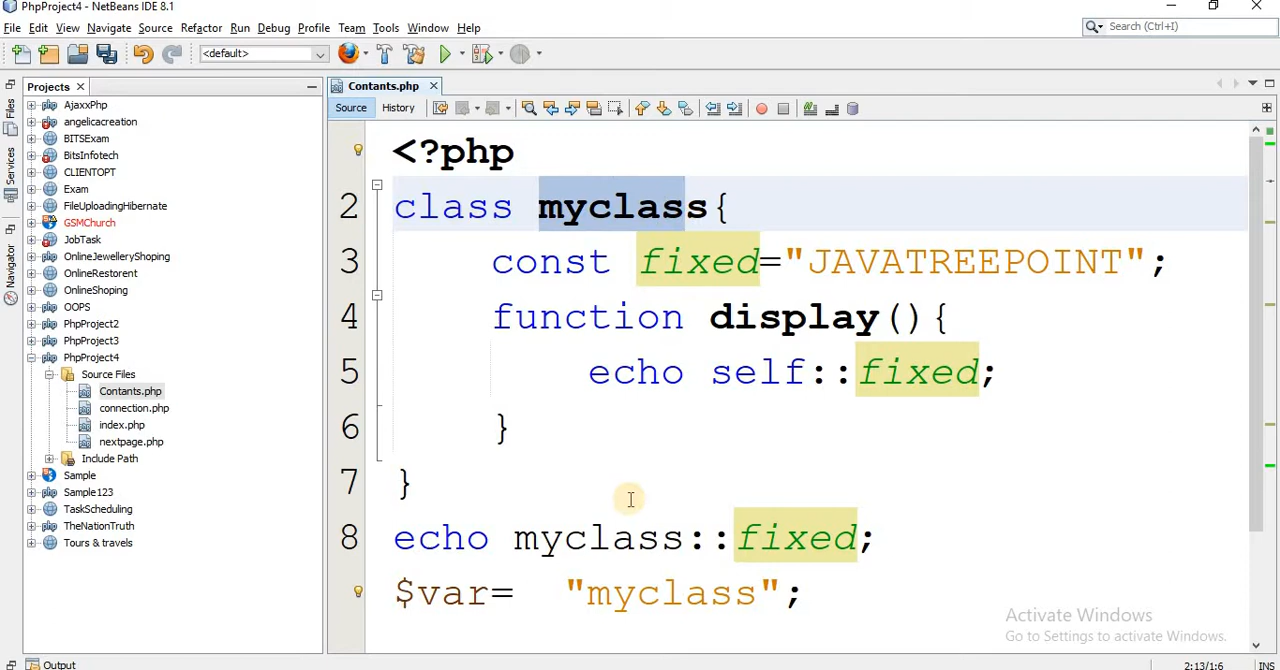 PhpProject4 - NetBeans IDE 8.1
File Edit View Navigate Source Refactor Run Debug Profile Team Tools Window Help
Search (Ctrl+I)
<default>
Projects
Contants.php
Source History
Files
Services
Navigator
AjaxxPhp
angelicacreation
BITSExam
BitsInfotech
CLIENTOPT
Exam
FileUploadingHibernate
GSMChurch
JobTask
OnlineJewelleryShoping
OnlineRestorent
OnlineShoping
OOPS
PhpProject2
PhpProject3
PhpProject4
Source Files
Contants.php
connection.php
index.php
nextpage.php
Include Path
Sample
Sample123
TaskScheduling
TheNationTruth
Tours & travels
<?php
2 class myclass{
3 const fixed="JAVATREEPOINT";
4 function display(){
5 echo self::fixed;
6 }
7 }
8 echo myclass::fixed;
$var= "myclass";
Activate Windows
Go to Settings to activate Windows.
Output
2:13/1:6 INS